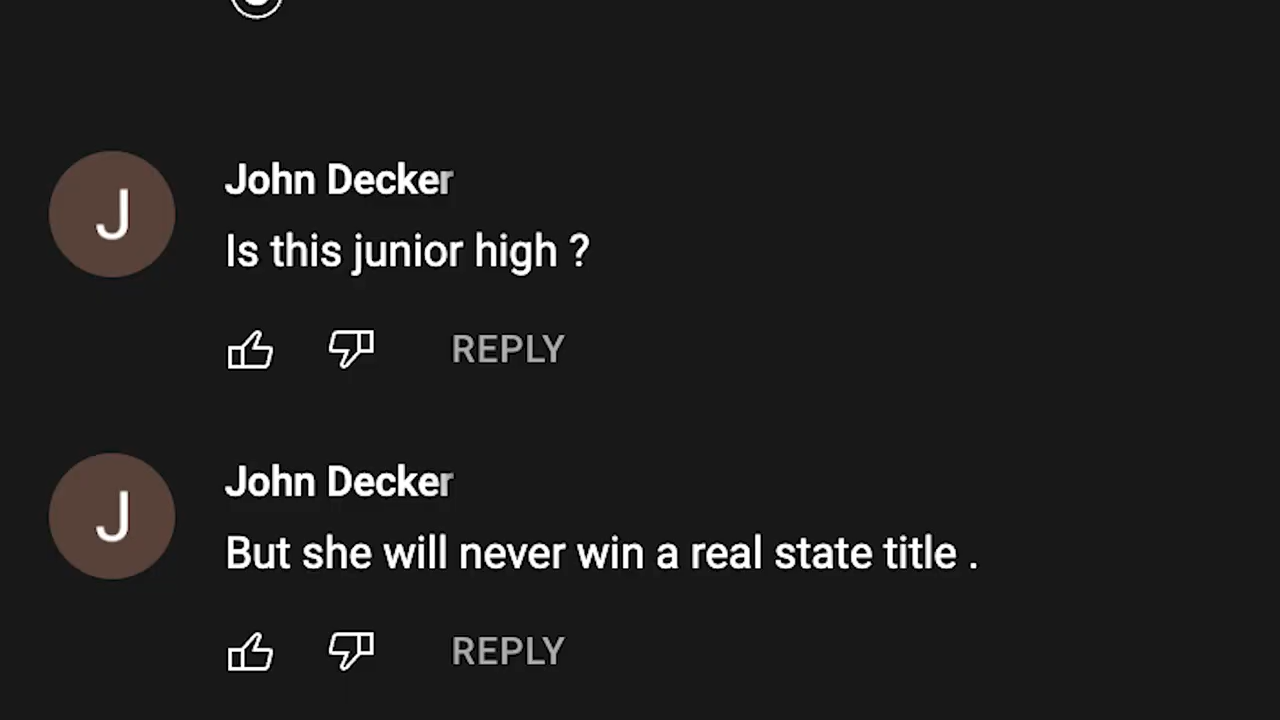 J
John Decker
Is this junior high ?
REPLY
J
John Decker
But she will never win a real state title .
REPLY